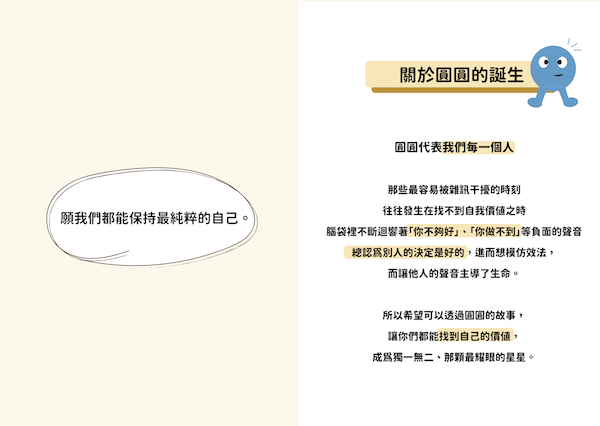 願我們都能保持最純粹的自己。
關於圓圓的誕生
圓圓代表我們每一個人
那些最容易被雜訊干擾的時刻
往往發生在找不到自我價值之時
腦袋裡不斷迴響著「你不夠好」、「你做不到」等負面的聲音
總認為別人的決定是好的，進而想模仿效法，
而讓他人的聲音主導了生命。
所以希望可以透過圓圓的故事，
讓你們都能找到自己的價值，
成為獨一無二、那顆最耀眼的星星。